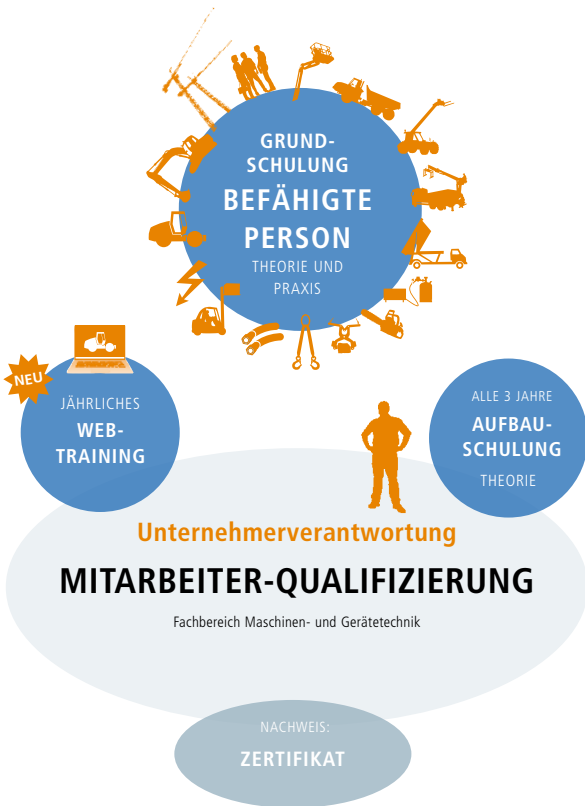 GRUND-
SCHULUNG
BEFÄHIGTE
PERSON
THEORIE UND
PRAXIS
NEU
JÄHRLICHES
WEB-
TRAINING
ALLE 3 JAHRE
AUFBAU-
SCHULUNG
THEORIE
Unternehmerverantwortung
MITARBEITER-QUALIFIZIERUNG
Fachbereich Maschinen- und Gerätetechnik
NACHWEIS:
ZERTIFIKAT